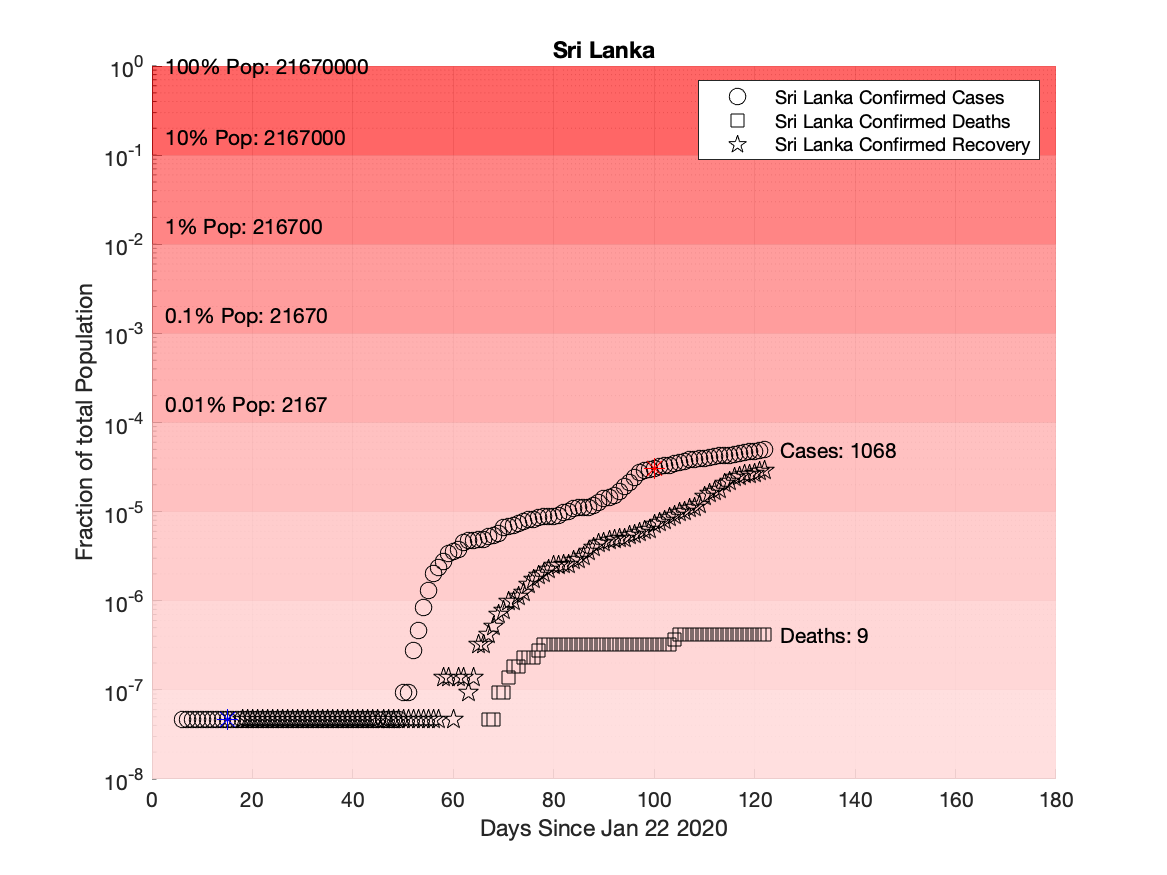 Sri Lanka
10^0
100% Pop: 21670000
Sri Lanka Confirmed Cases
Sri Lanka Confirmed Deaths
Sri Lanka Confirmed Recovery
10% Pop: 2167000
10^-1
1% Pop: 216700
10^-2
0.1% Pop: 21670
10^-3
0.01% Pop: 2167
10^-4
Cases: 1068
10^-5
10^-6
Deaths: 9
10^-7
10^-8
Fraction of total Population
0 20 40 60 80 100 120 140 160 180
Days Since Jan 22 2020